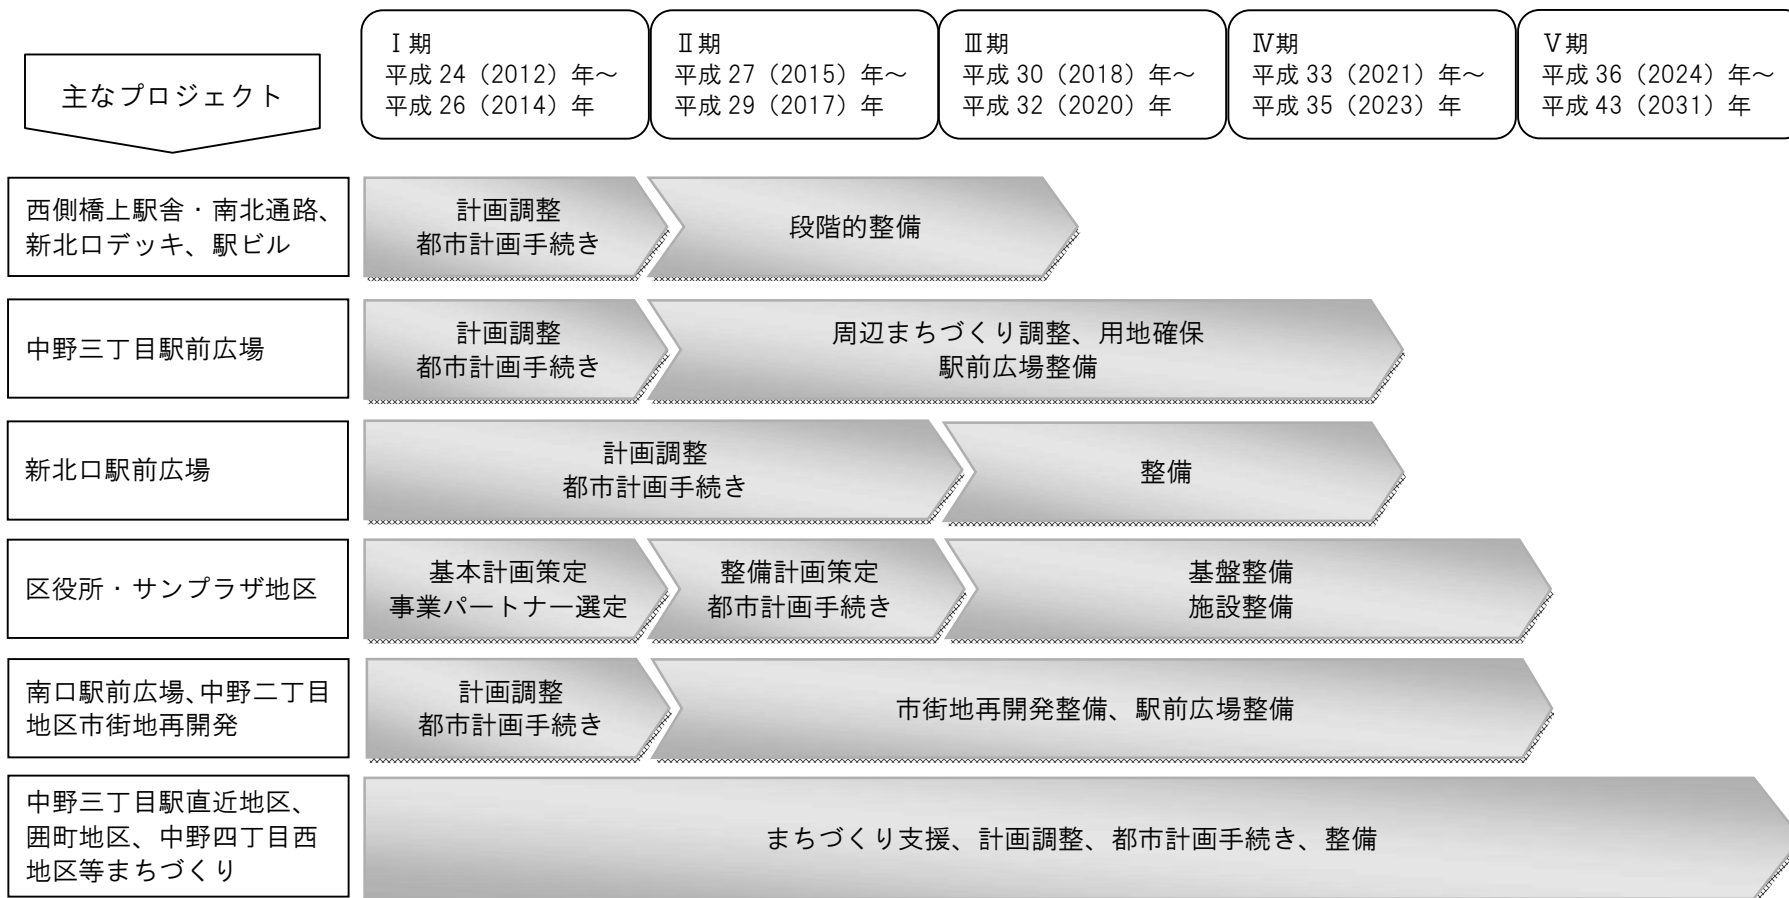 主なプロジェクト
Ⅰ期
平成 24（2012）年～
平成 26（2014）年
Ⅱ期
平成 27（2015）年～
平成 29（2017）年
Ⅲ期
平成 30（2018）年～
平成 32（2020）年
Ⅳ期
平成 33（2021）年～
平成 35（2023）年
Ⅴ期
平成 36（2024）年～
平成 43（2031）年
西側橋上駅舎・南北通路、
新北口デッキ、駅ビル
計画調整
都市計画手続き
段階的整備
中野三丁目駅前広場
計画調整
都市計画手続き
周辺まちづくり調整、用地確保
駅前広場整備
新北口駅前広場
計画調整
都市計画手続き
整備
区役所・サンプラザ地区
基本計画策定
事業パートナー選定
整備計画策定
都市計画手続き
基盤整備
施設整備
南口駅前広場、中野二丁目
地区市街地再開発
計画調整
都市計画手続き
市街地再開発整備、駅前広場整備
中野三丁目駅直近地区、
囲町地区、中野四丁目西
地区等まちづくり
まちづくり支援、計画調整、都市計画手続き、整備